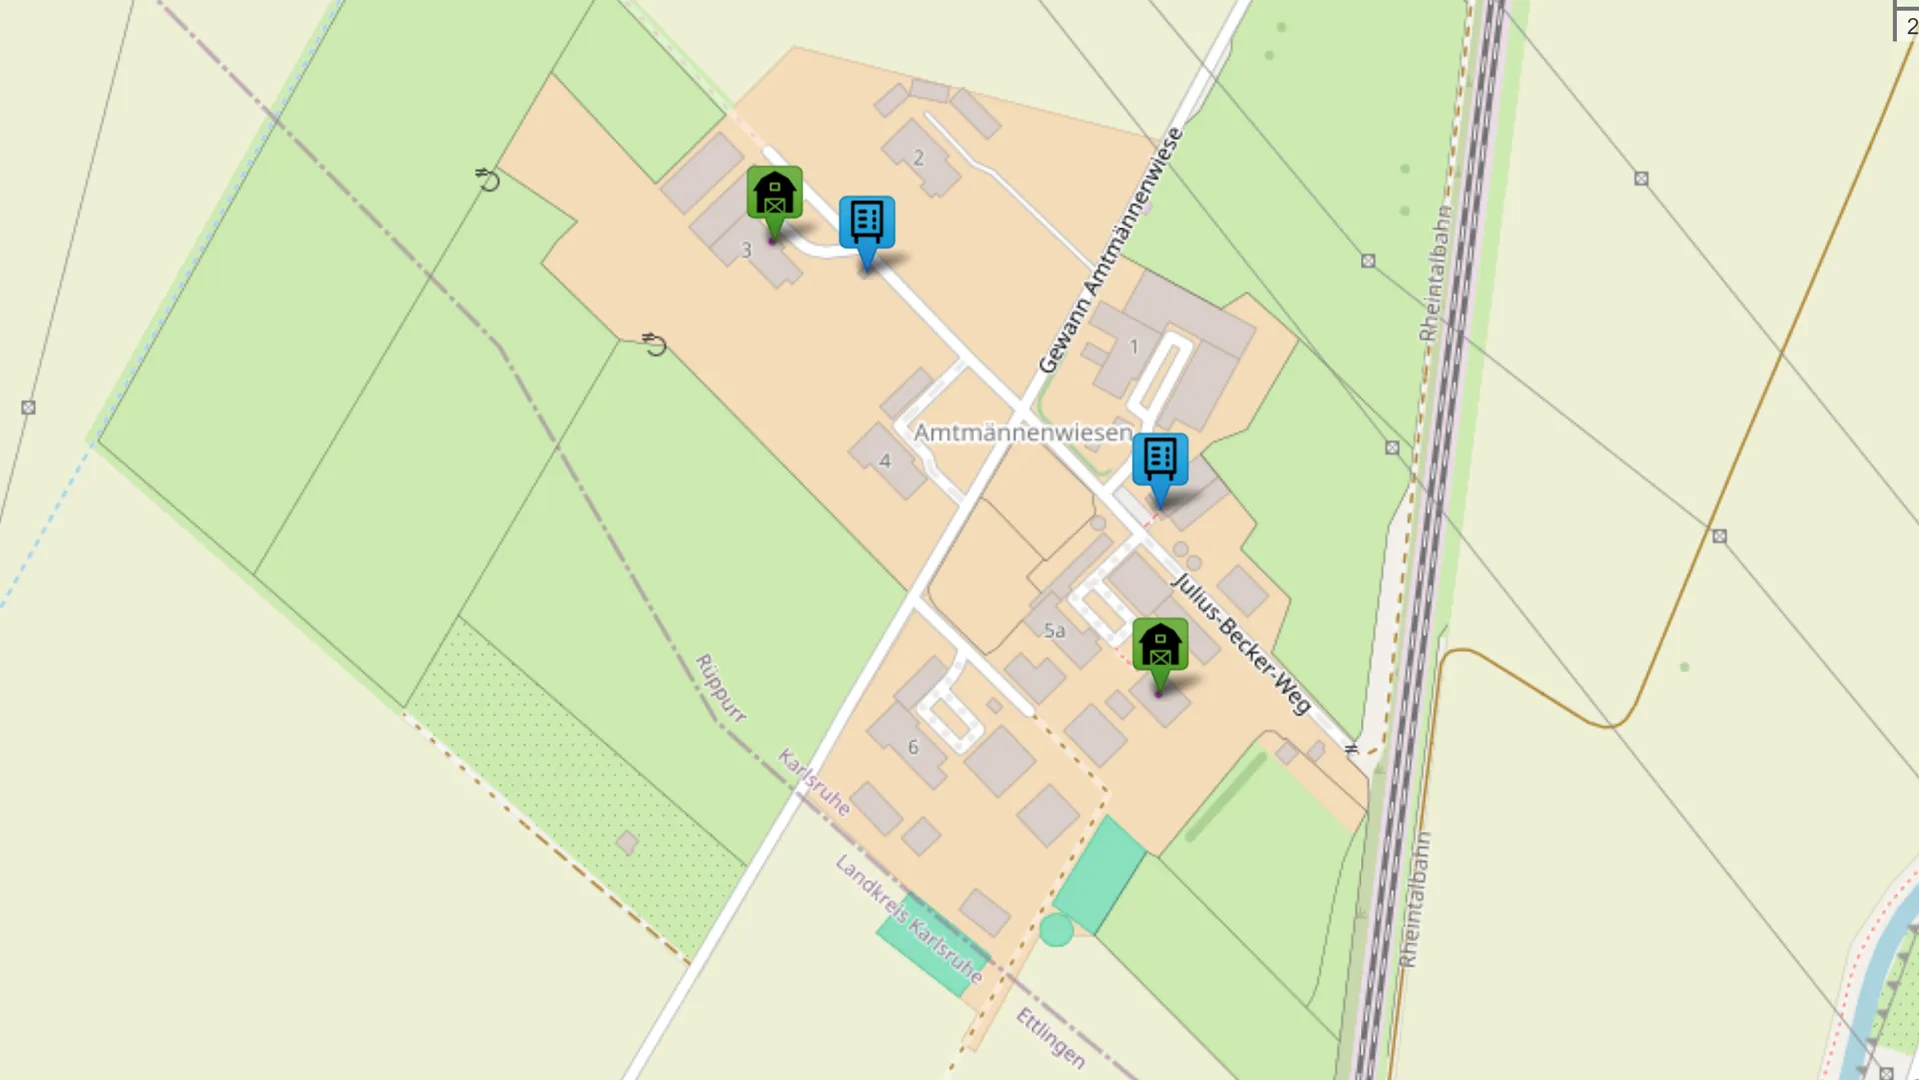 2
2
Gewann Amtmännenwiese
Rheintalbahn
3
1
Amtmännenwiesen
4
Julius-Becker-Weg
5a
Rüppurr
6
Karlsruhe
Landkreis Karlsruhe
Rheintalbahn
Ettlingen